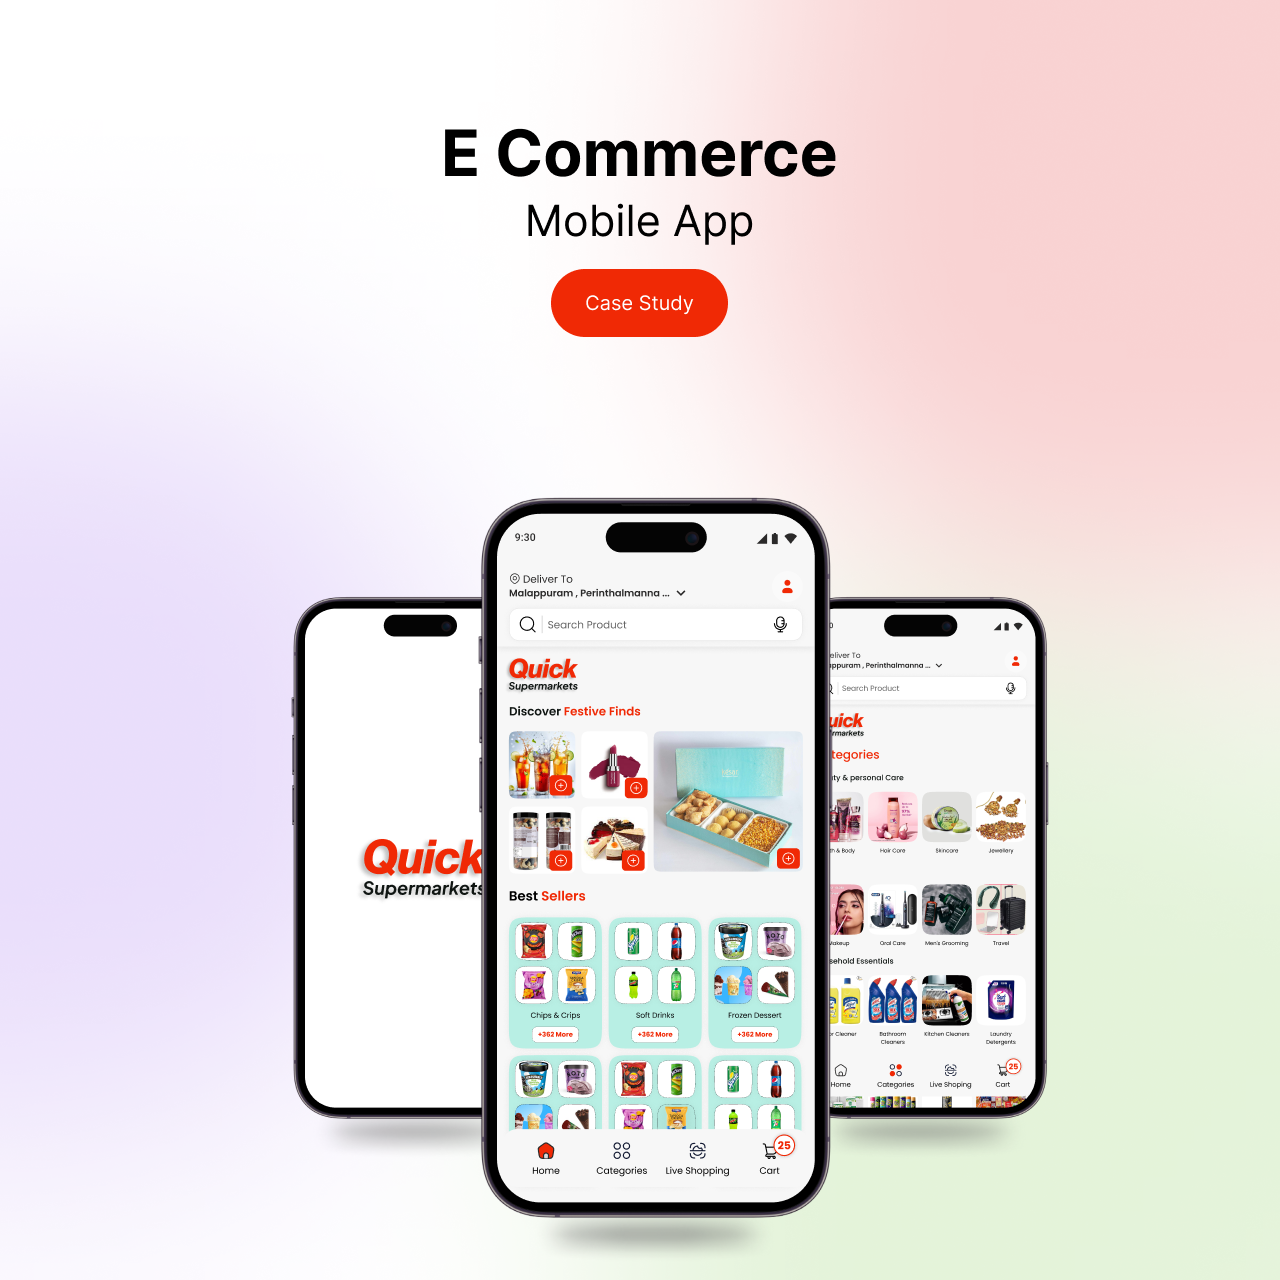 E Commerce
Mobile App
Case Study
9:30
Deliver To
Malappuram , Perinthalmanna ...
Search Product
Quick
Supermarkets
Discover Festive Finds
Best Sellers
Chips & Crips
Soft Drinks
Frozen Dessert
+362 More
+362 More
+362 More
Home
Categories
Live Shopping
Cart
25
Quick
Supermarkets
eliver To
ppuram , Perinthalmanna ...
Search Product
uick
rmarkets
tegories
ty & personal Care
th & Body
Hair Care
Skincare
Jewellery
Makeup
Oral Care
Men's Grooming
Travel
sehold Essentials
or Cleaner
Bathroom
Cleaners
Kitchen Cleaners
Laundry
Detergents
Home
Categories
Live Shoping
Cart
25